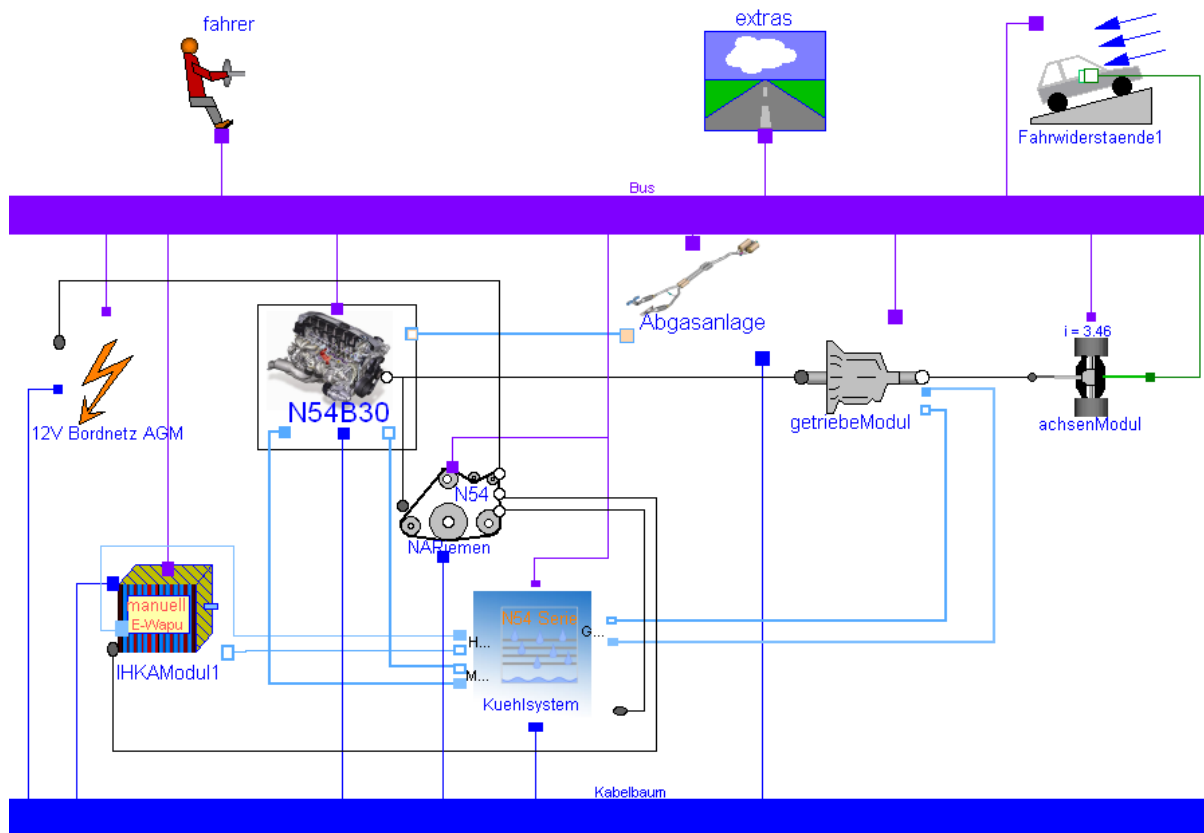 fahrer
extras
Fahrwiderstaende1
Bus
Abgasanlage
i = 3.46
N54B30
12V Bordnetz AGM
getriebeModul
achsenModul
N54
NARiemen
manuell
E-Wapu
IHKAModul1
N54 Serie
G...
H...
M...
Kuehlsystem
Kabelbaum